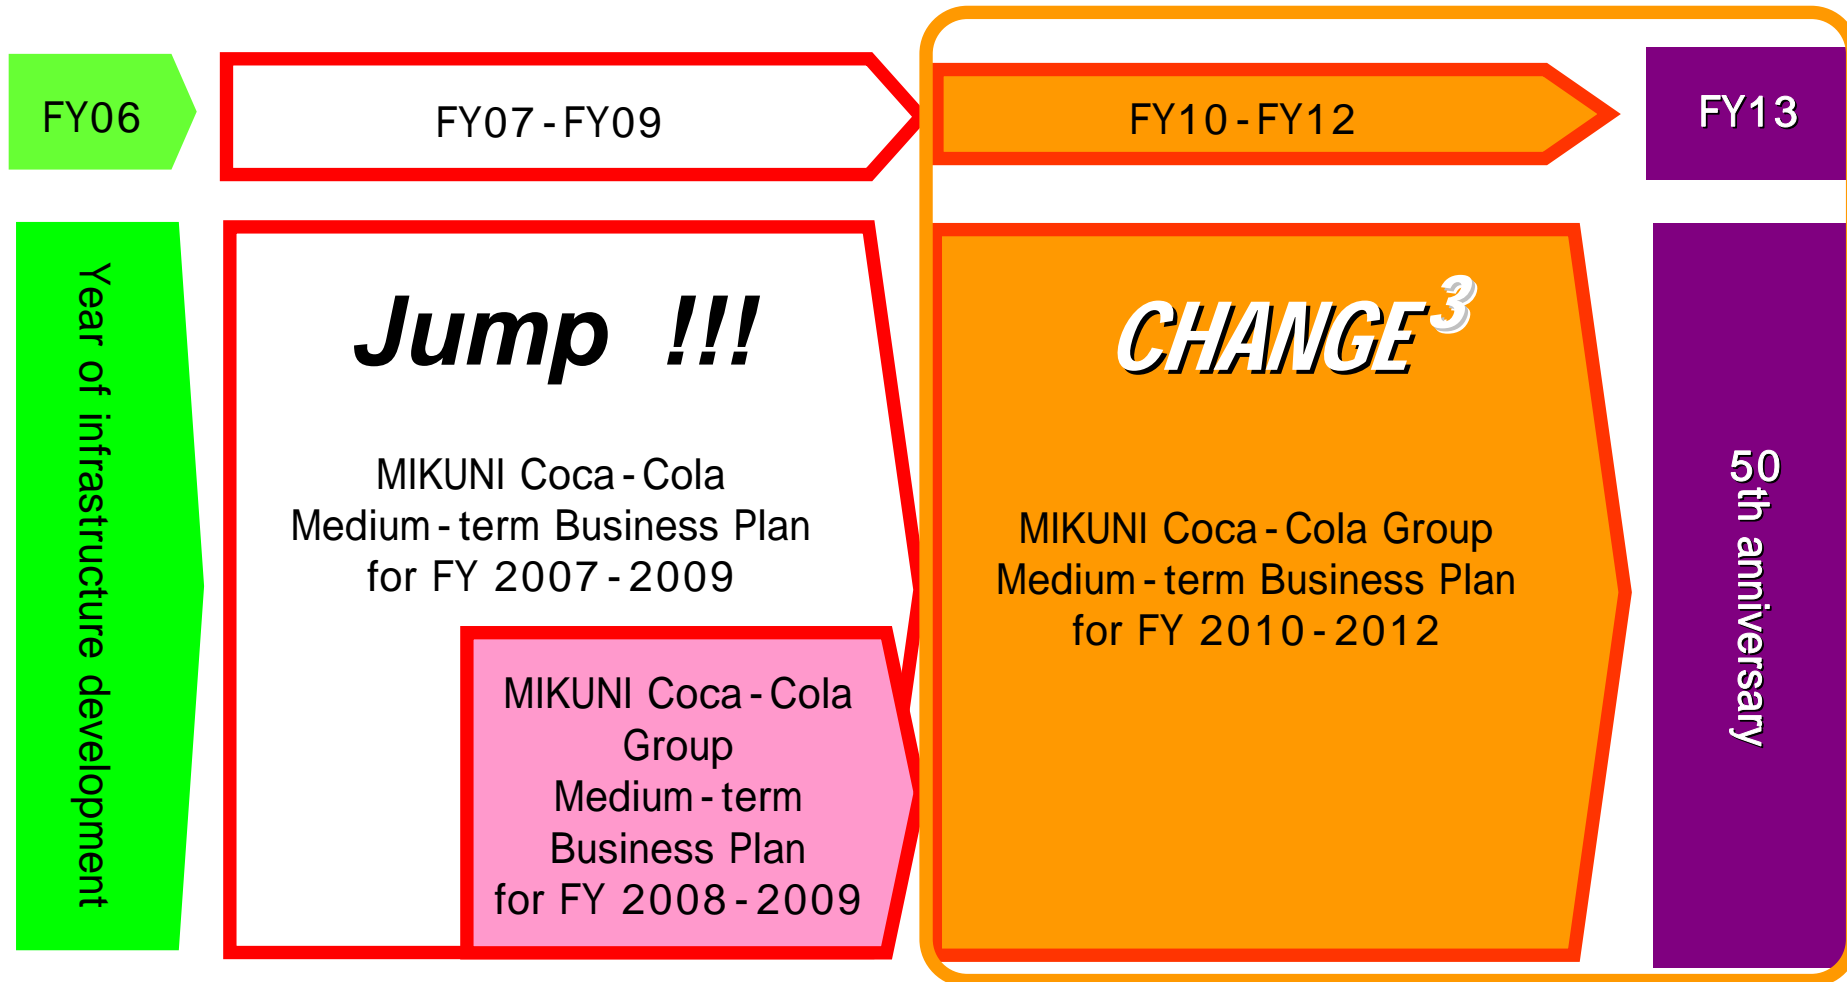 FY06
FY07-FY09
FY10-FY12
FY13
Year of infrastructure development
Jump !!!
MIKUNI Coca-Cola
Medium-term Business Plan
for FY 2007-2009
MIKUNI Coca-Cola
Group
Medium-term
Business Plan
for FY 2008-2009
CHANGE³
MIKUNI Coca-Cola Group
Medium-term Business Plan
for FY 2010-2012
50th anniversary